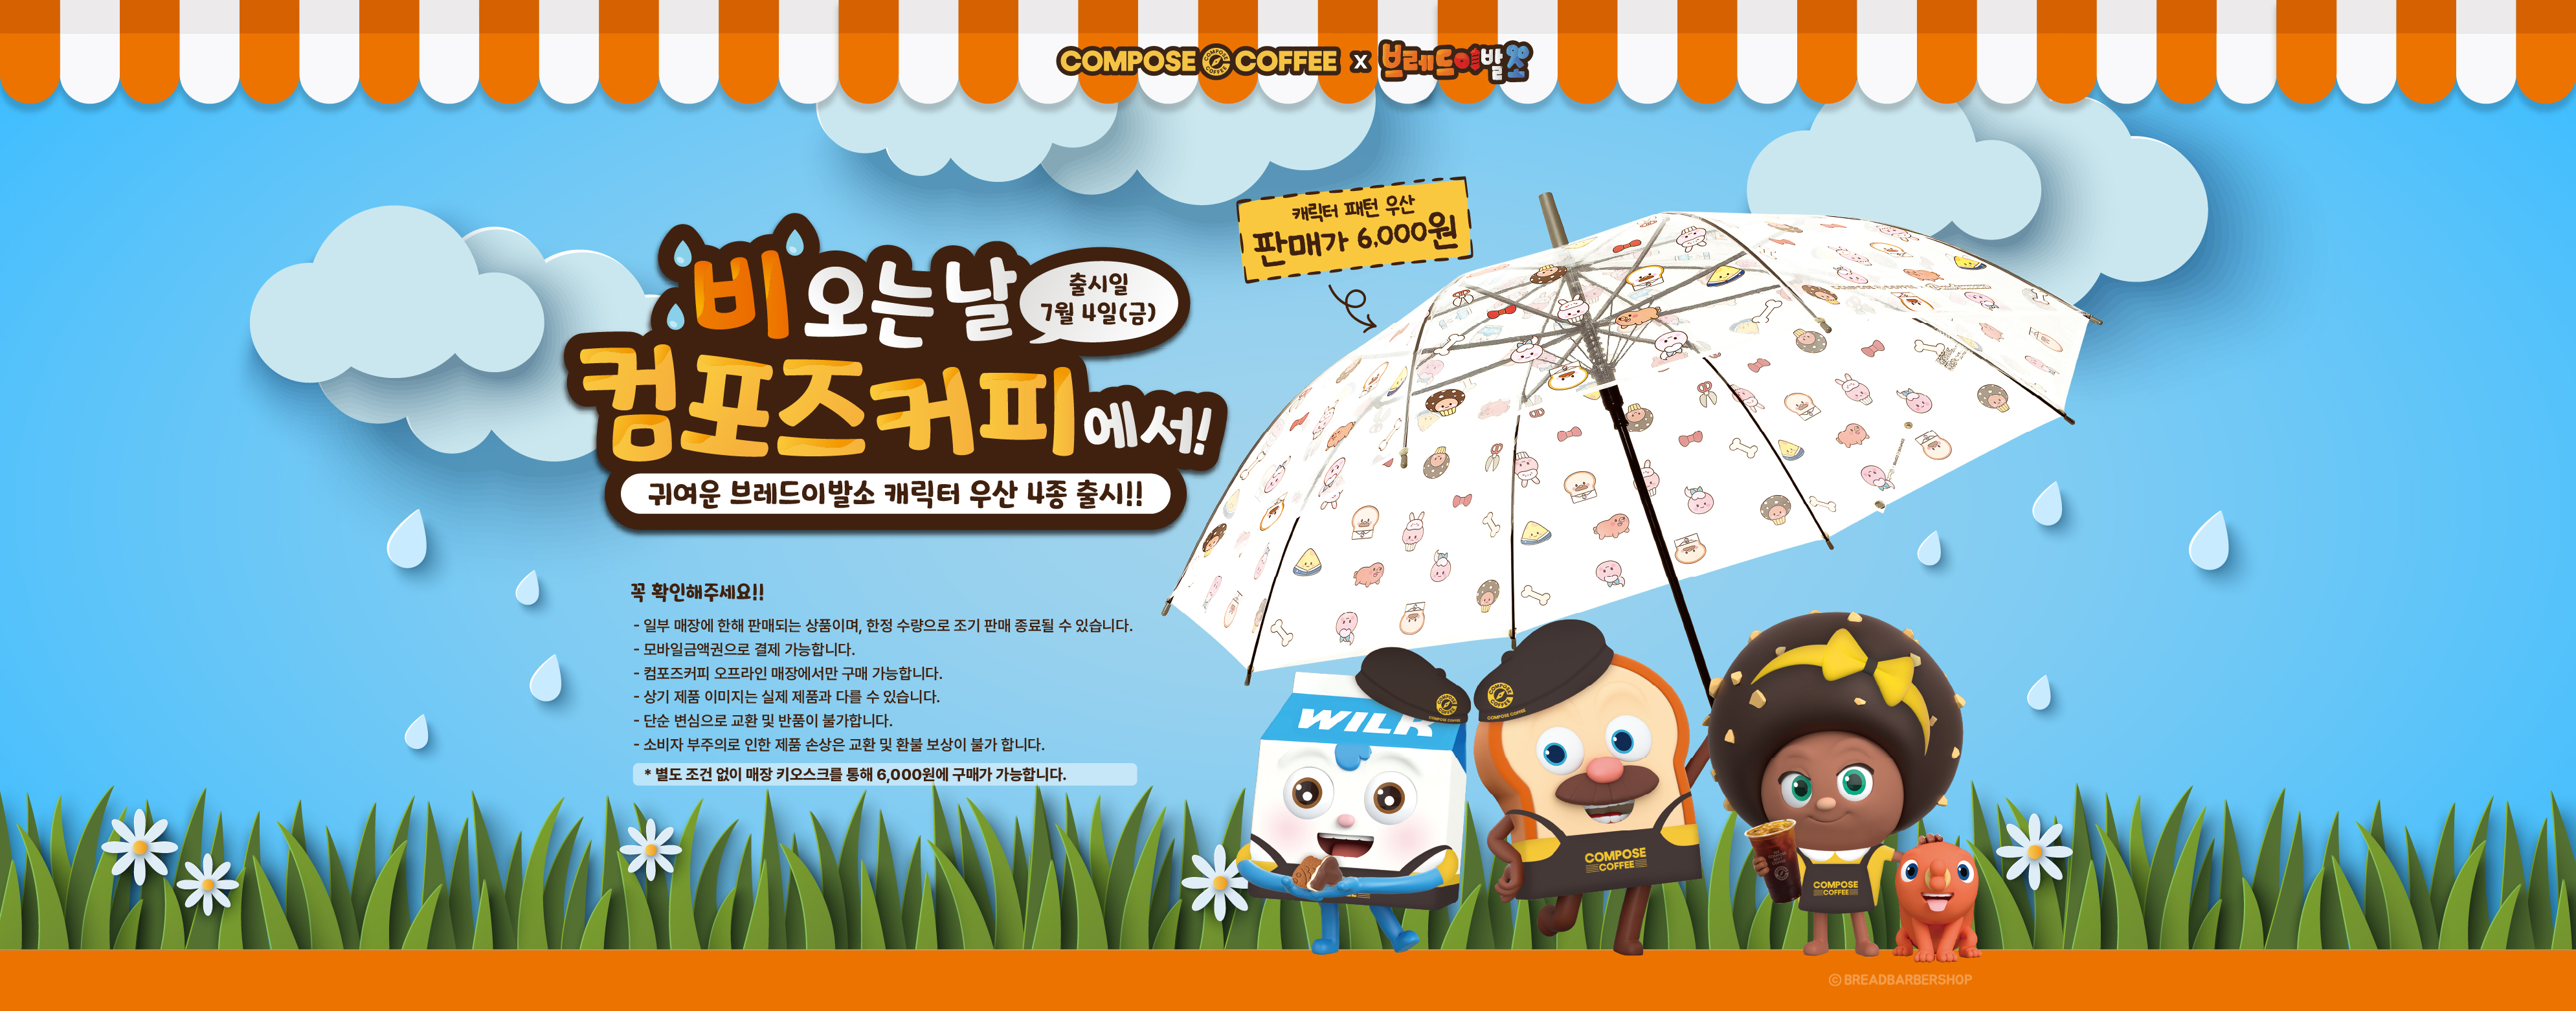 COMPOSE COFFEE x 브레드이발소
캐릭터 패턴 우산
판매가 6,000원
비 오는 날
출시일
7월 4일(금)
컴포즈커피에서!
귀여운 브레드이발소 캐릭터 우산 4종 출시!!
꼭 확인해주세요!!
- 일부 매장에 한해 판매되는 상품이며, 한정 수량으로 조기 판매 종료될 수 있습니다.
- 모바일금액권으로 결제 가능합니다.
- 컴포즈커피 오프라인 매장에서만 구매 가능합니다.
- 상기 제품 이미지는 실제 제품과 다를 수 있습니다.
- 단순 변심으로 교환 및 반품이 불가합니다.
- 소비자 부주의로 인한 제품 손상은 교환 및 환불 보상이 불가 합니다.
* 별도 조건 없이 매장 키오스크를 통해 6,000원에 구매가 가능합니다.
COMPOSE COFFEE
COMPOSE COFFEE
WILK
COMPOSE
COFFEE
COMPOSE
COFFEE
© BREADBARBERSHOP